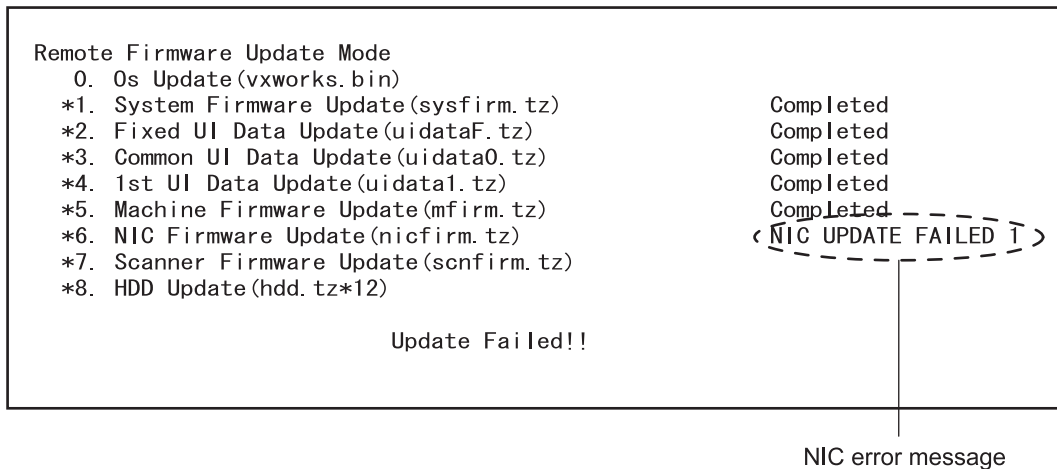 Remote Firmware Update Mode
0. Os Update(vxworks.bin)
*1. System Firmware Update(sysfirm.tz) Completed
*2. Fixed UI Data Update(uidataF.tz) Completed
*3. Common UI Data Update(uidata0.tz) Completed
*4. 1st UI Data Update(uidata1.tz) Completed
*5. Machine Firmware Update(mfirm.tz) Completed
*6. NIC Firmware Update(nicfirm.tz) NIC UPDATE FAILED 1
*7. Scanner Firmware Update(scnfirm.tz)
*8. HDD Update(hdd.tz*12)
Update Failed!!
NIC error message